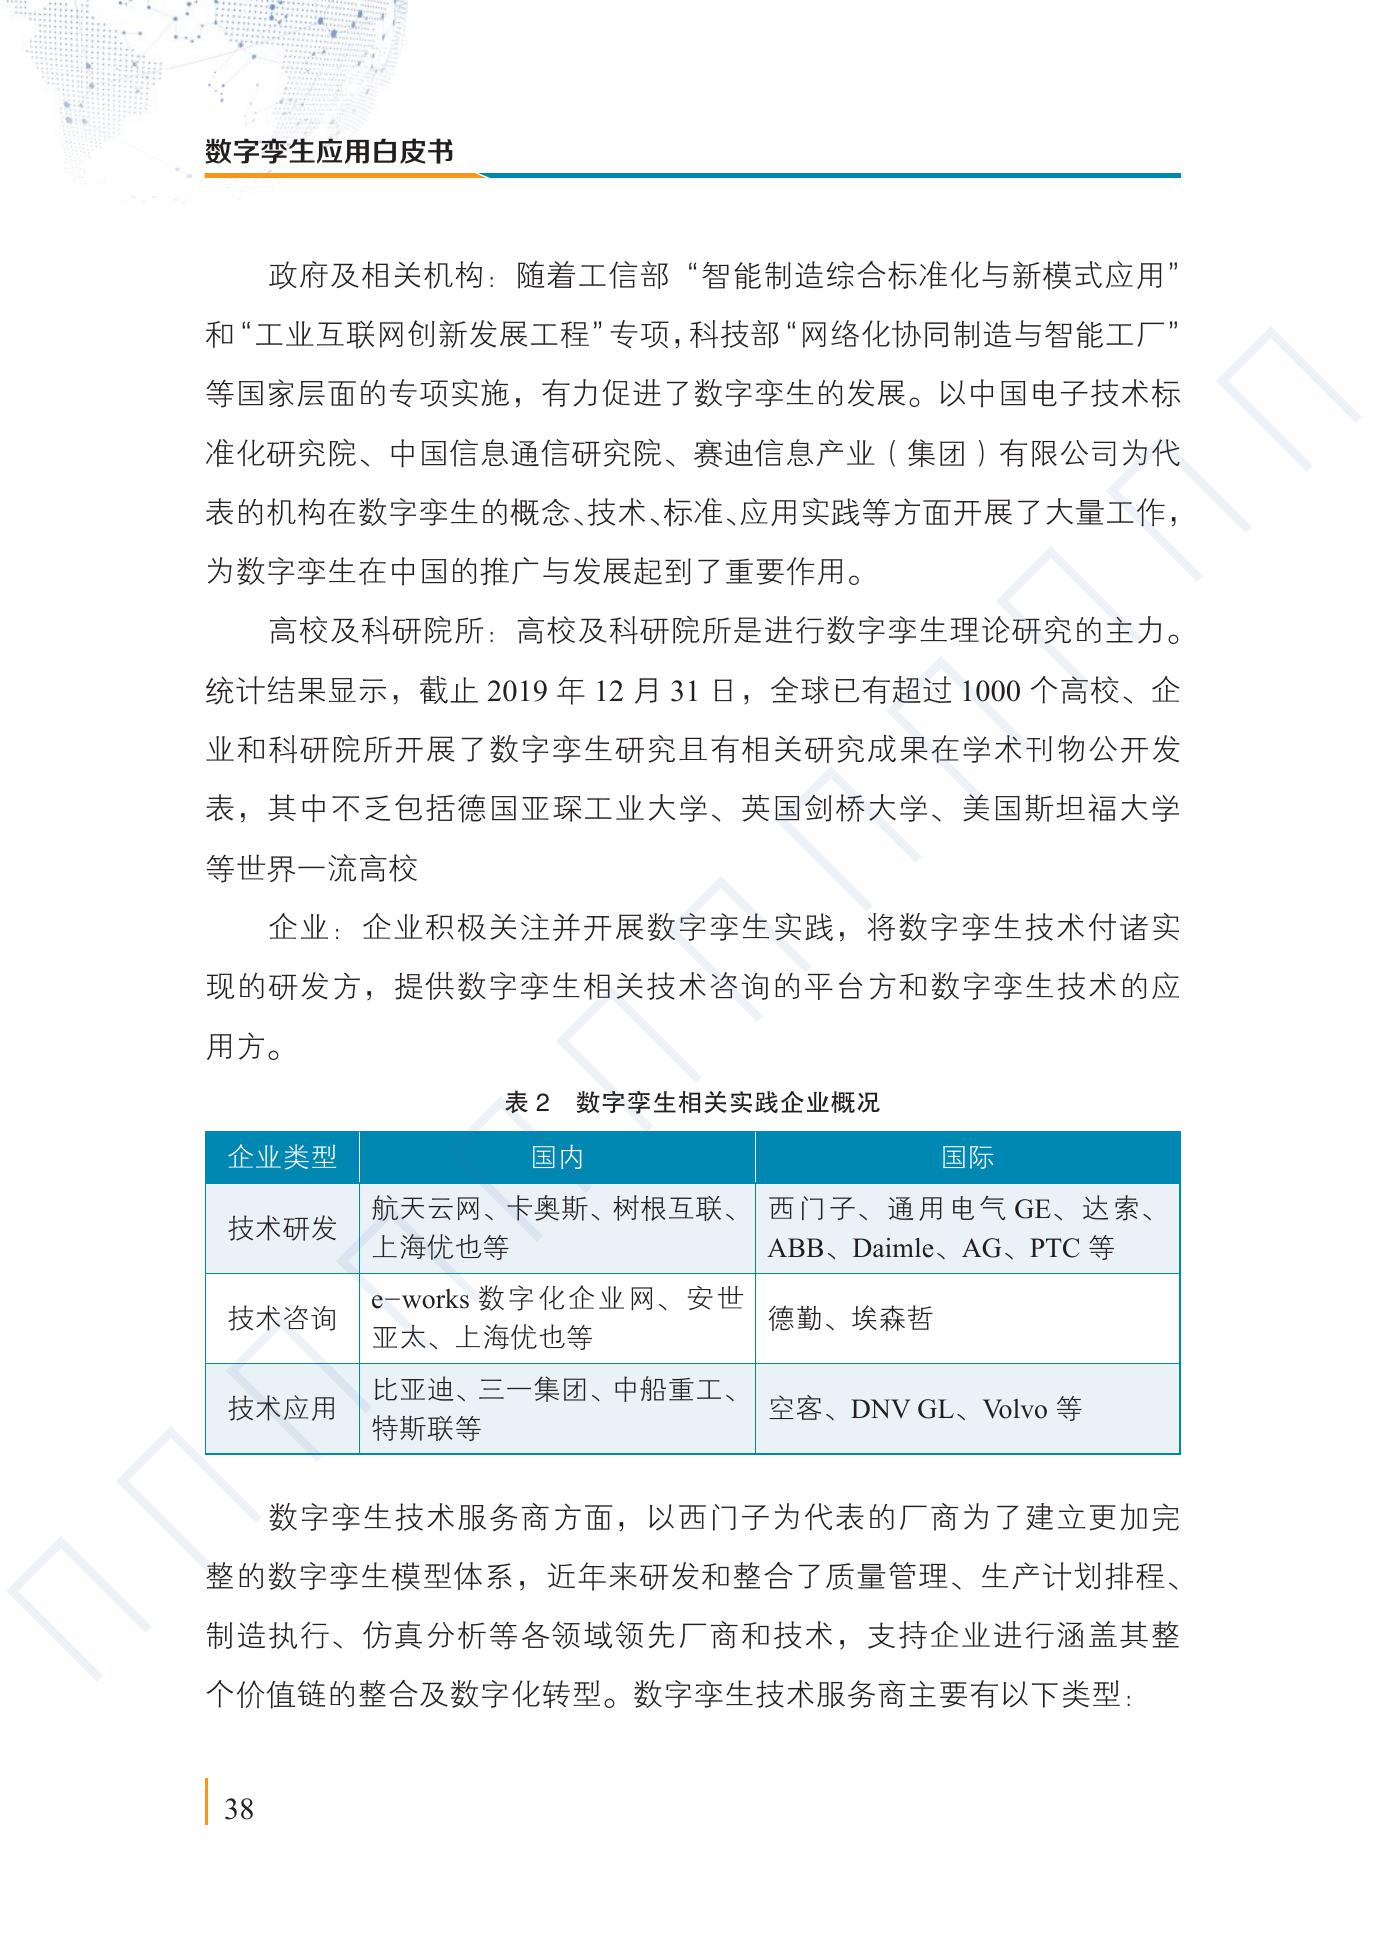 数字孪生应用白皮书
政府及相关机构：随着工信部“智能制造综合标准化与新模式应用”
和“工业互联网创新发展工程”专项，科技部“网络化协同制造与智能工厂”
等国家层面的专项实施，有力促进了数字孪生的发展。以中国电子技术标
准化研究院、中国信息通信研究院、赛迪信息产业（集团）有限公司为代
表的机构在数字孪生的概念、技术、标准、应用实践等方面开展了大量工作，
为数字孪生在中国的推广与发展起到了重要作用。
高校及科研院所：高校及科研院所是进行数字孪生理论研究的主力。
统计结果显示，截止 2019 年 12 月 31 日，全球已有超过 1000 个高校、企
业和科研院所开展了数字孪生研究且有相关研究成果在学术刊物公开发
表，其中不乏包括德国亚琛工业大学、英国剑桥大学、美国斯坦福大学
等世界一流高校
企业：企业积极关注并开展数字孪生实践，将数字孪生技术付诸实
现的研发方，提供数字孪生相关技术咨询的平台方和数字孪生技术的应
用方。
表 2 数字孪生相关实践企业概况
企业类型 国内 国际
技术研发 航天云网、卡奥斯、树根互联、 西门子、通用电气 GE、达索、
上海优也等 ABB、Daimle、AG、PTC 等
技术咨询 e-works 数字化企业网、安世 德勤、埃森哲
亚太、上海优也等
技术应用 比亚迪、三一集团、中船重工、 空客、DNV GL、Volvo 等
特斯联等
数字孪生技术服务商方面，以西门子为代表的厂商为了建立更加完
整的数字孪生模型体系，近年来研发和整合了质量管理、生产计划排程、
制造执行、仿真分析等各领域领先厂商和技术，支持企业进行涵盖其整
个价值链的整合及数字化转型。数字孪生技术服务商主要有以下类型：
38